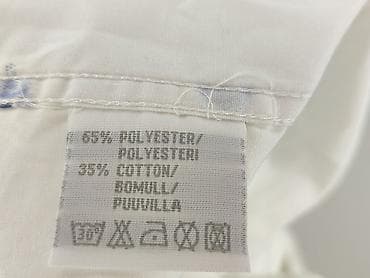 65% POLYESTER/
POLYESTERI
35% COTTON/
BOMULL/
PUUVILLA
30°